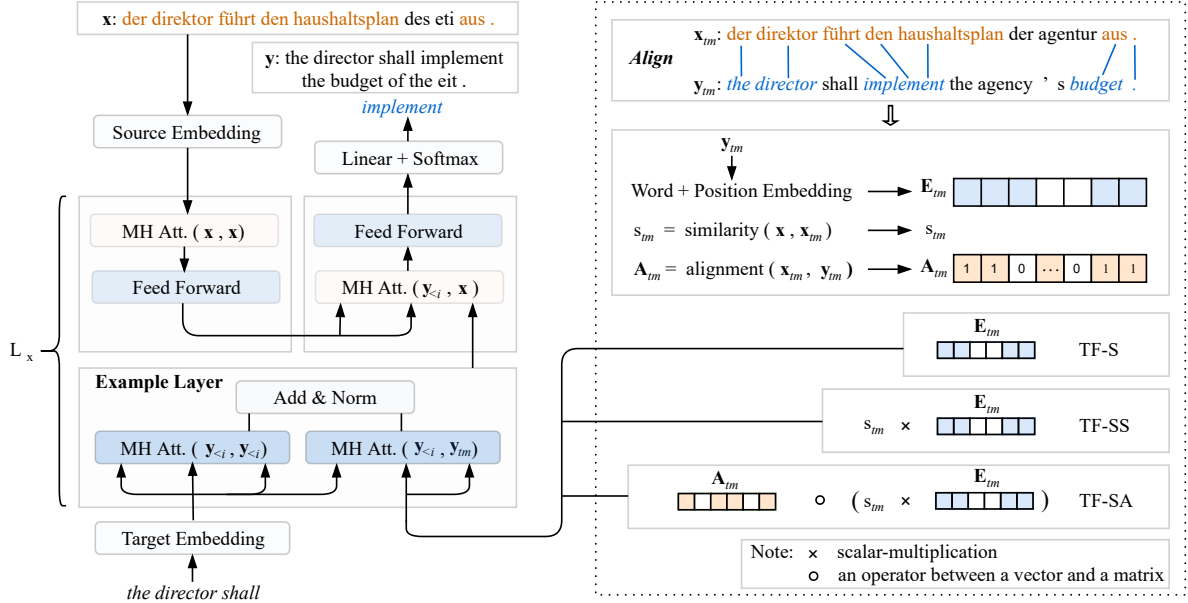 x: der direktor führt den haushaltsplan des eti aus .
y: the director shall implement
the budget of the eit .
implement
Source Embedding
Linear + Softmax
MH Att. ( x , x)
Feed Forward
Feed Forward
MH Att. ( y<i , x )
L x
Example Layer
Add & Norm
MH Att. ( y<i , y<i)
MH Att. ( y<i , ytm)
Target Embedding
the director shall
Align
xtm: der direktor führt den haushaltsplan der agentur aus .
ytm: the director shall implement the agency ' s budget .
ytm
Word + Position Embedding
Etm
stm = similarity ( x , xtm)
stm
Atm = alignment ( xtm, ytm)
Atm
1 1 0 ... 0 1 1
Etm
TF-S
Etm
stm ×
TF-SS
Atm
Etm
o ( stm × )
TF-SA
Note: × scalar-multiplication
o an operator between a vector and a matrix